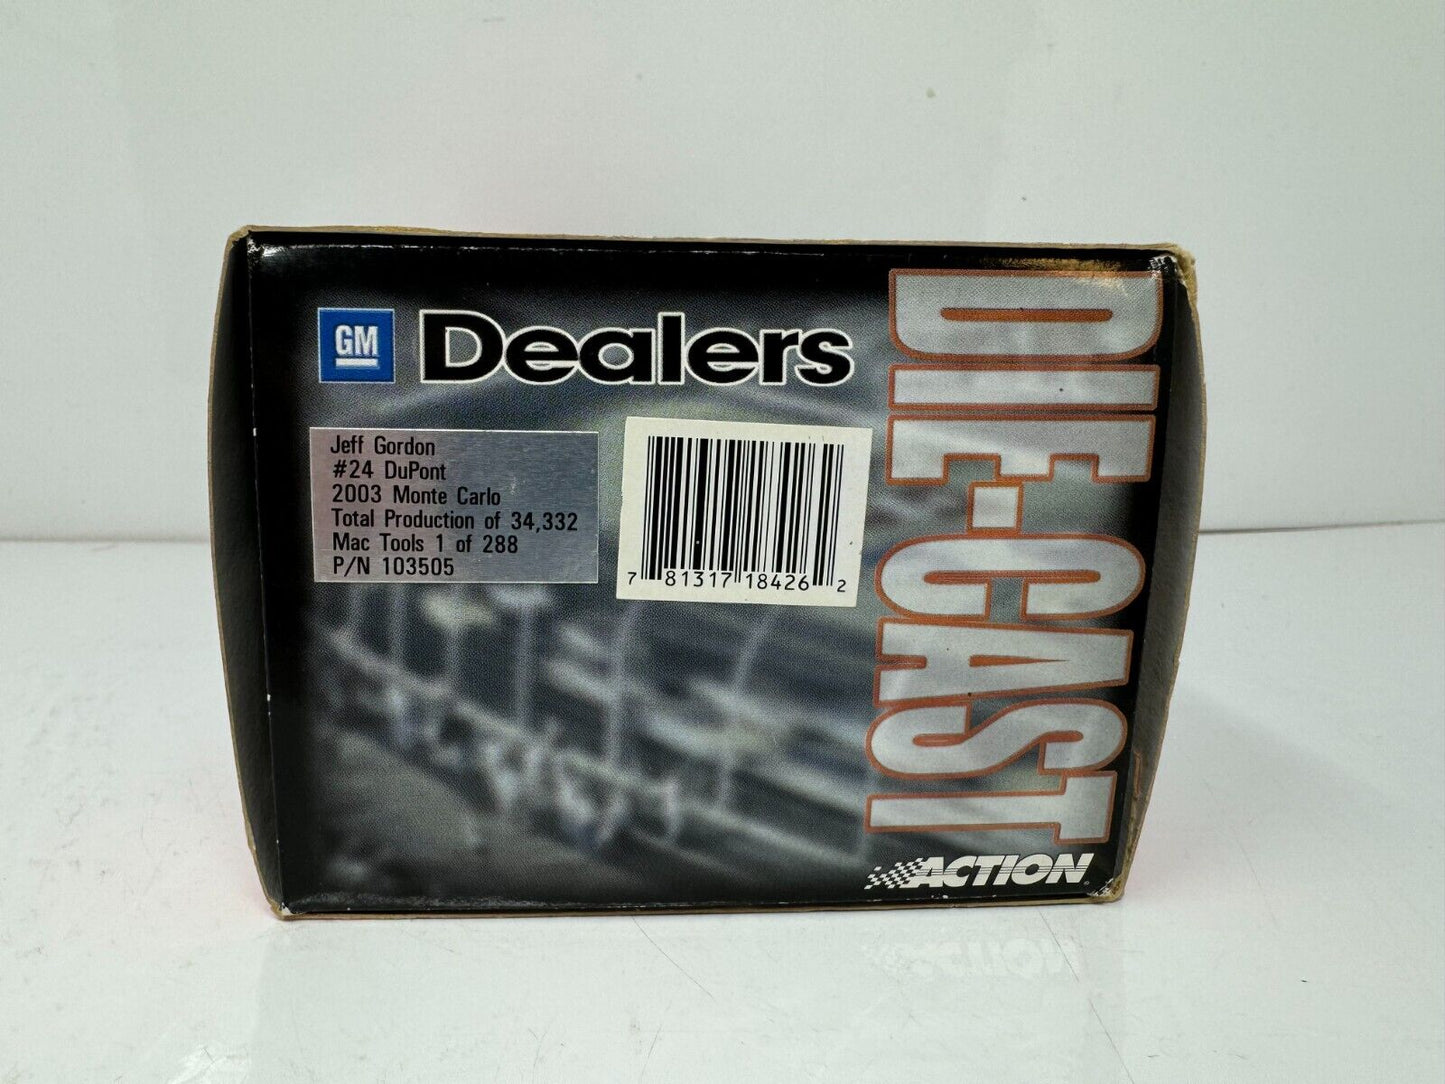 GM Dealers
Jeff Gordon
#24 DuPont
2003 Monte Carlo
Total Production of 34,332
Mac Tools 1 of 288
P/N 103505
7 81317 18426 2
DIE-CAST
ACTION